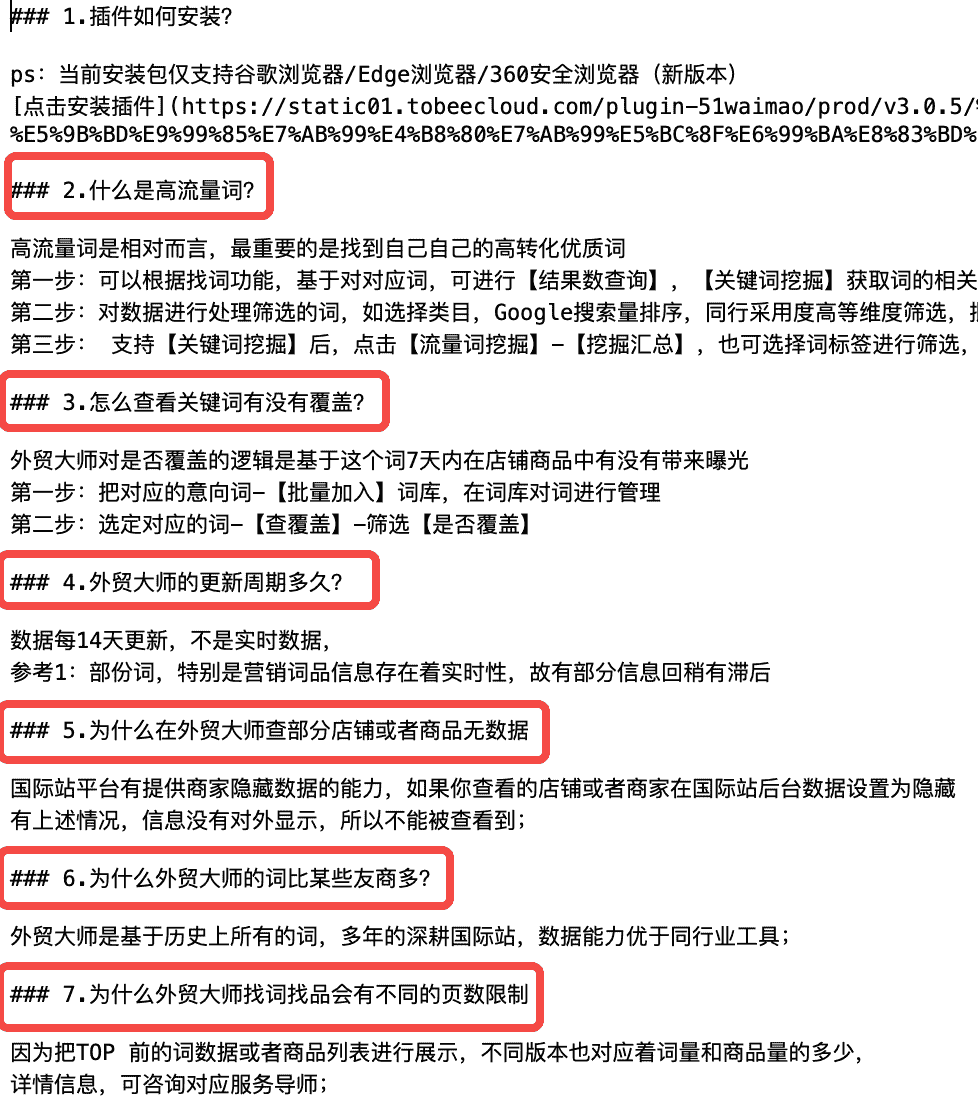 ### 1.插件如何安装?
ps: 当前安装包仅支持谷歌浏览器/Edge浏览器/360安全浏览器（新版本）
[点击安装插件](https://static01.tobeecloud.com/plugin-51waimao/prod/v3.0.5/%
%E5%9B%BD%E9%99%85%E7%AB%99%E4%B8%80%E7%AB%99%E5%BC%8F%E6%99%BA%E8%83%BD%
### 2.什么是高流量词?
高流量词是相对而言，最重要的是找到自己自己的高转化优质词
第一步: 可以根据找词功能，基于对对应词，可进行【结果数查询】, 【关键词挖掘】获取词的相关
第二步: 对数据进行处理筛选的词，如选择类目，Google搜索量排序，同行采用度高等维度筛选，
第三步: 支持【关键词挖掘】后，点击【流量词挖掘】-【挖掘汇总】, 也可选择词标签进行筛选，
### 3.怎么查看关键词有没有覆盖?
外贸大师对是否覆盖的逻辑是基于这个词7天内在店铺商品中有没有带来曝光
第一步: 把对应的意向词-【批量加入】词库，在词库对词进行管理
第二步: 选定对应的词-【查覆盖】-筛选【是否覆盖】
### 4.外贸大师的更新周期多久?
数据每14天更新，不是实时数据，
参考1: 部份词，特别是营销词品信息存在着实时性，故有部分信息回稍有滞后
### 5.为什么在外贸大师查部分店铺或者商品无数据
国际站平台有提供商家隐藏数据的能力，如果你查看的店铺或者商家在国际站后台数据设置为隐藏
有上述情况，信息没有对外显示，所以不能被查看到;
### 6.为什么外贸大师的词比某些友商多?
外贸大师是基于历史上所有的词，多年的深耕国际站，数据能力优于同行业工具;
### 7.为什么外贸大师找词找品会有不同的页数限制
因为把TOP 前的词数据或者商品列表进行展示，不同版本也对应着词量和商品量的多少，
详情信息，可咨询对应服务导师;